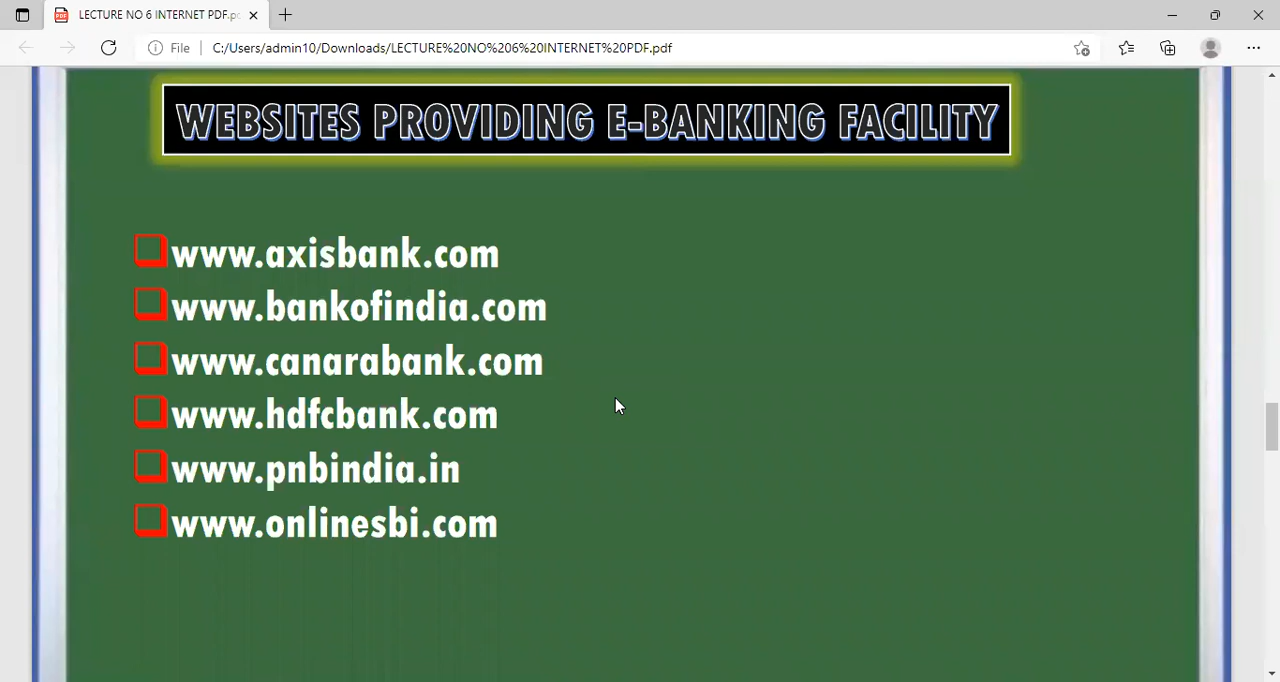 LECTURE NO 6 INTERNET PDF.pc
File C:/Users/admin10/Downloads/LECTURE%20NO%206%20INTERNET%20PDF.pdf
WEBSITES PROVIDING E-BANKING FACILITY
www.axisbank.com
www.bankofindia.com
www.canarabank.com
www.hdfcbank.com
www.pnbindia.in
www.onlinesbi.com